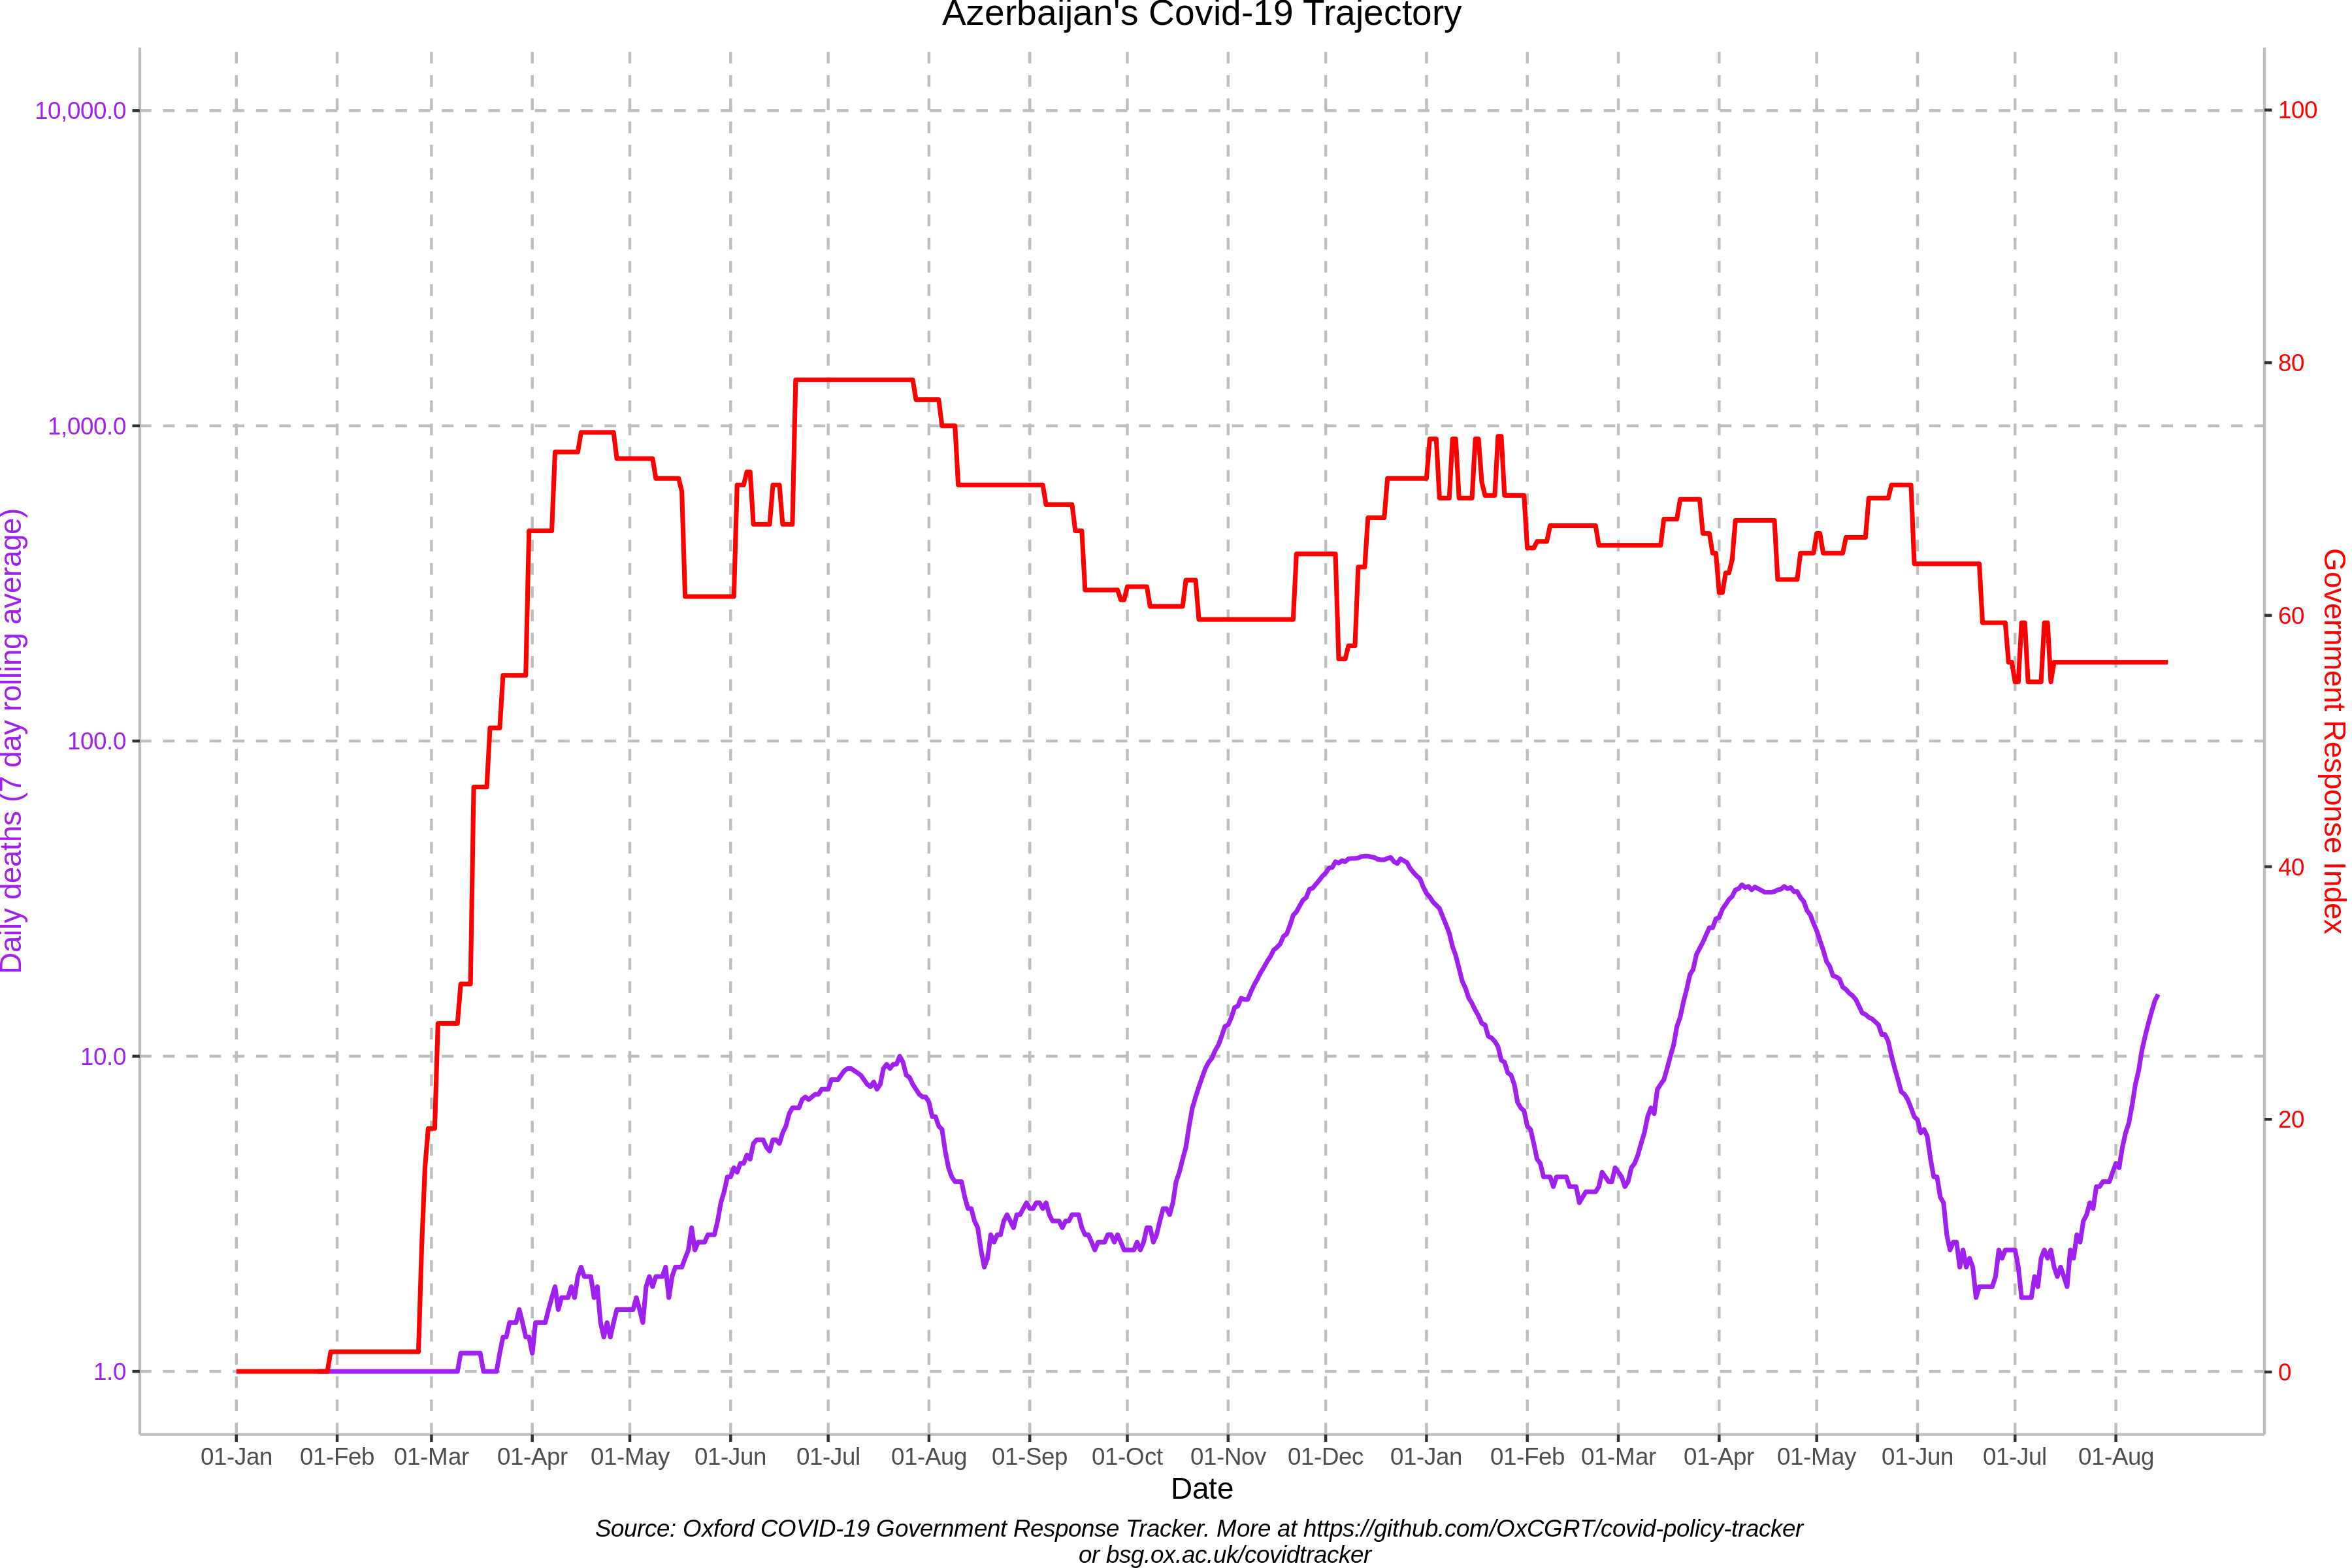 Azerbaijan's Covid-19 Trajectory
10,000.0
1,000.0
100.0
10.0
1.0
Daily deaths (7 day rolling average)
100
80
60
40
20
0
Government Response Index
01-Jan 01-Feb 01-Mar 01-Apr 01-May 01-Jun 01-Jul 01-Aug 01-Sep 01-Oct 01-Nov 01-Dec 01-Jan 01-Feb 01-Mar 01-Apr 01-May 01-Jun 01-Jul 01-Aug
Date
Source: Oxford COVID-19 Government Response Tracker. More at https://github.com/OxCGRT/covid-policy-tracker
or bsg.ox.ac.uk/covidtracker